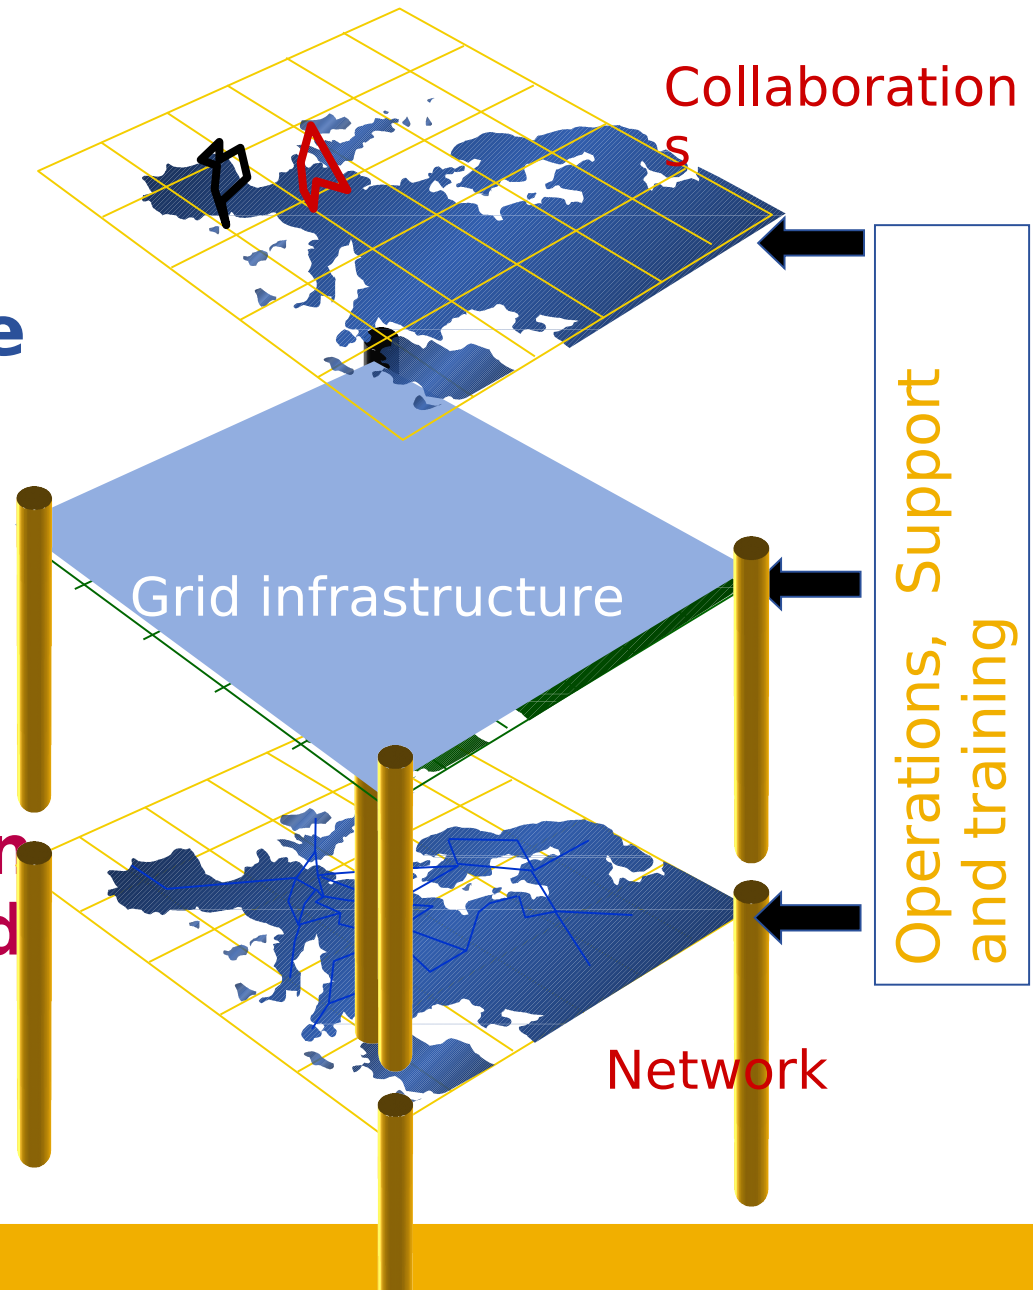 Collaboration
s
e
Grid infrastructure
Operations,  Support
and training
n
d
Network